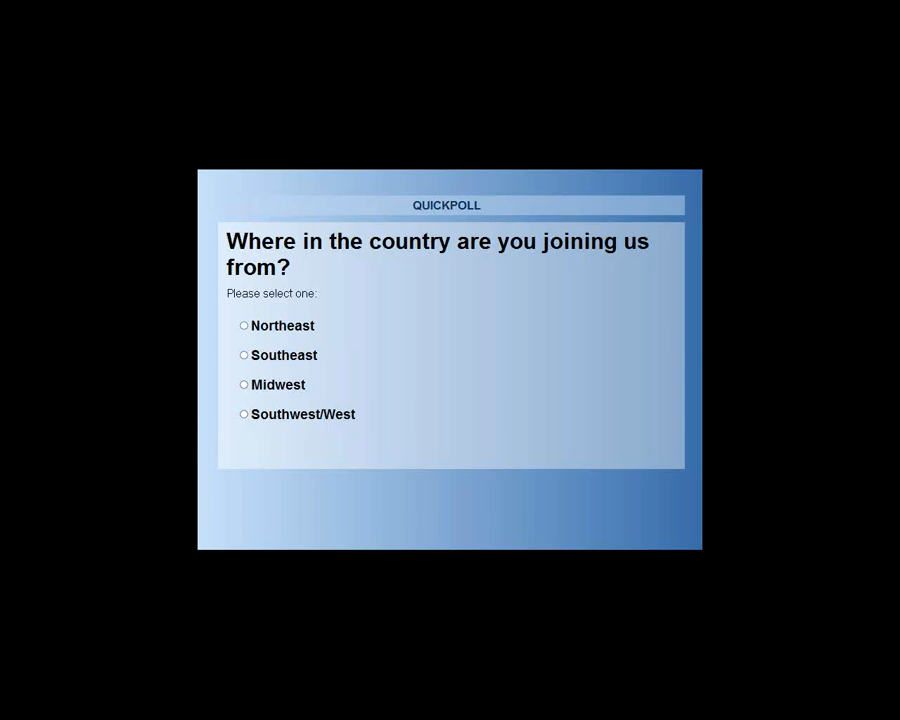 QUICKPOLL
Where in the country are you joining us
from?
Please select one:
Northeast
Southeast
Midwest
Southwest/West